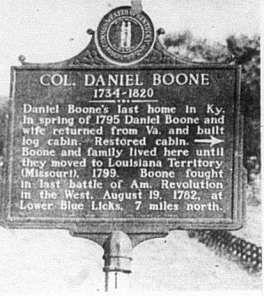 COL. DANIEL BOONE
1734-1820
Daniel Boone's last home in Ky.
In spring of 1795 Daniel Boone and
wife returned from Va. and built
log cabin. Restored cabin. →
Boone and family lived here until
they moved to Louisiana Territory
(Missouri), 1799. Boone fought
in last battle of Am. Revolution
in the West, August 19, 1782, at
Lower Blue Licks, 7 miles north.